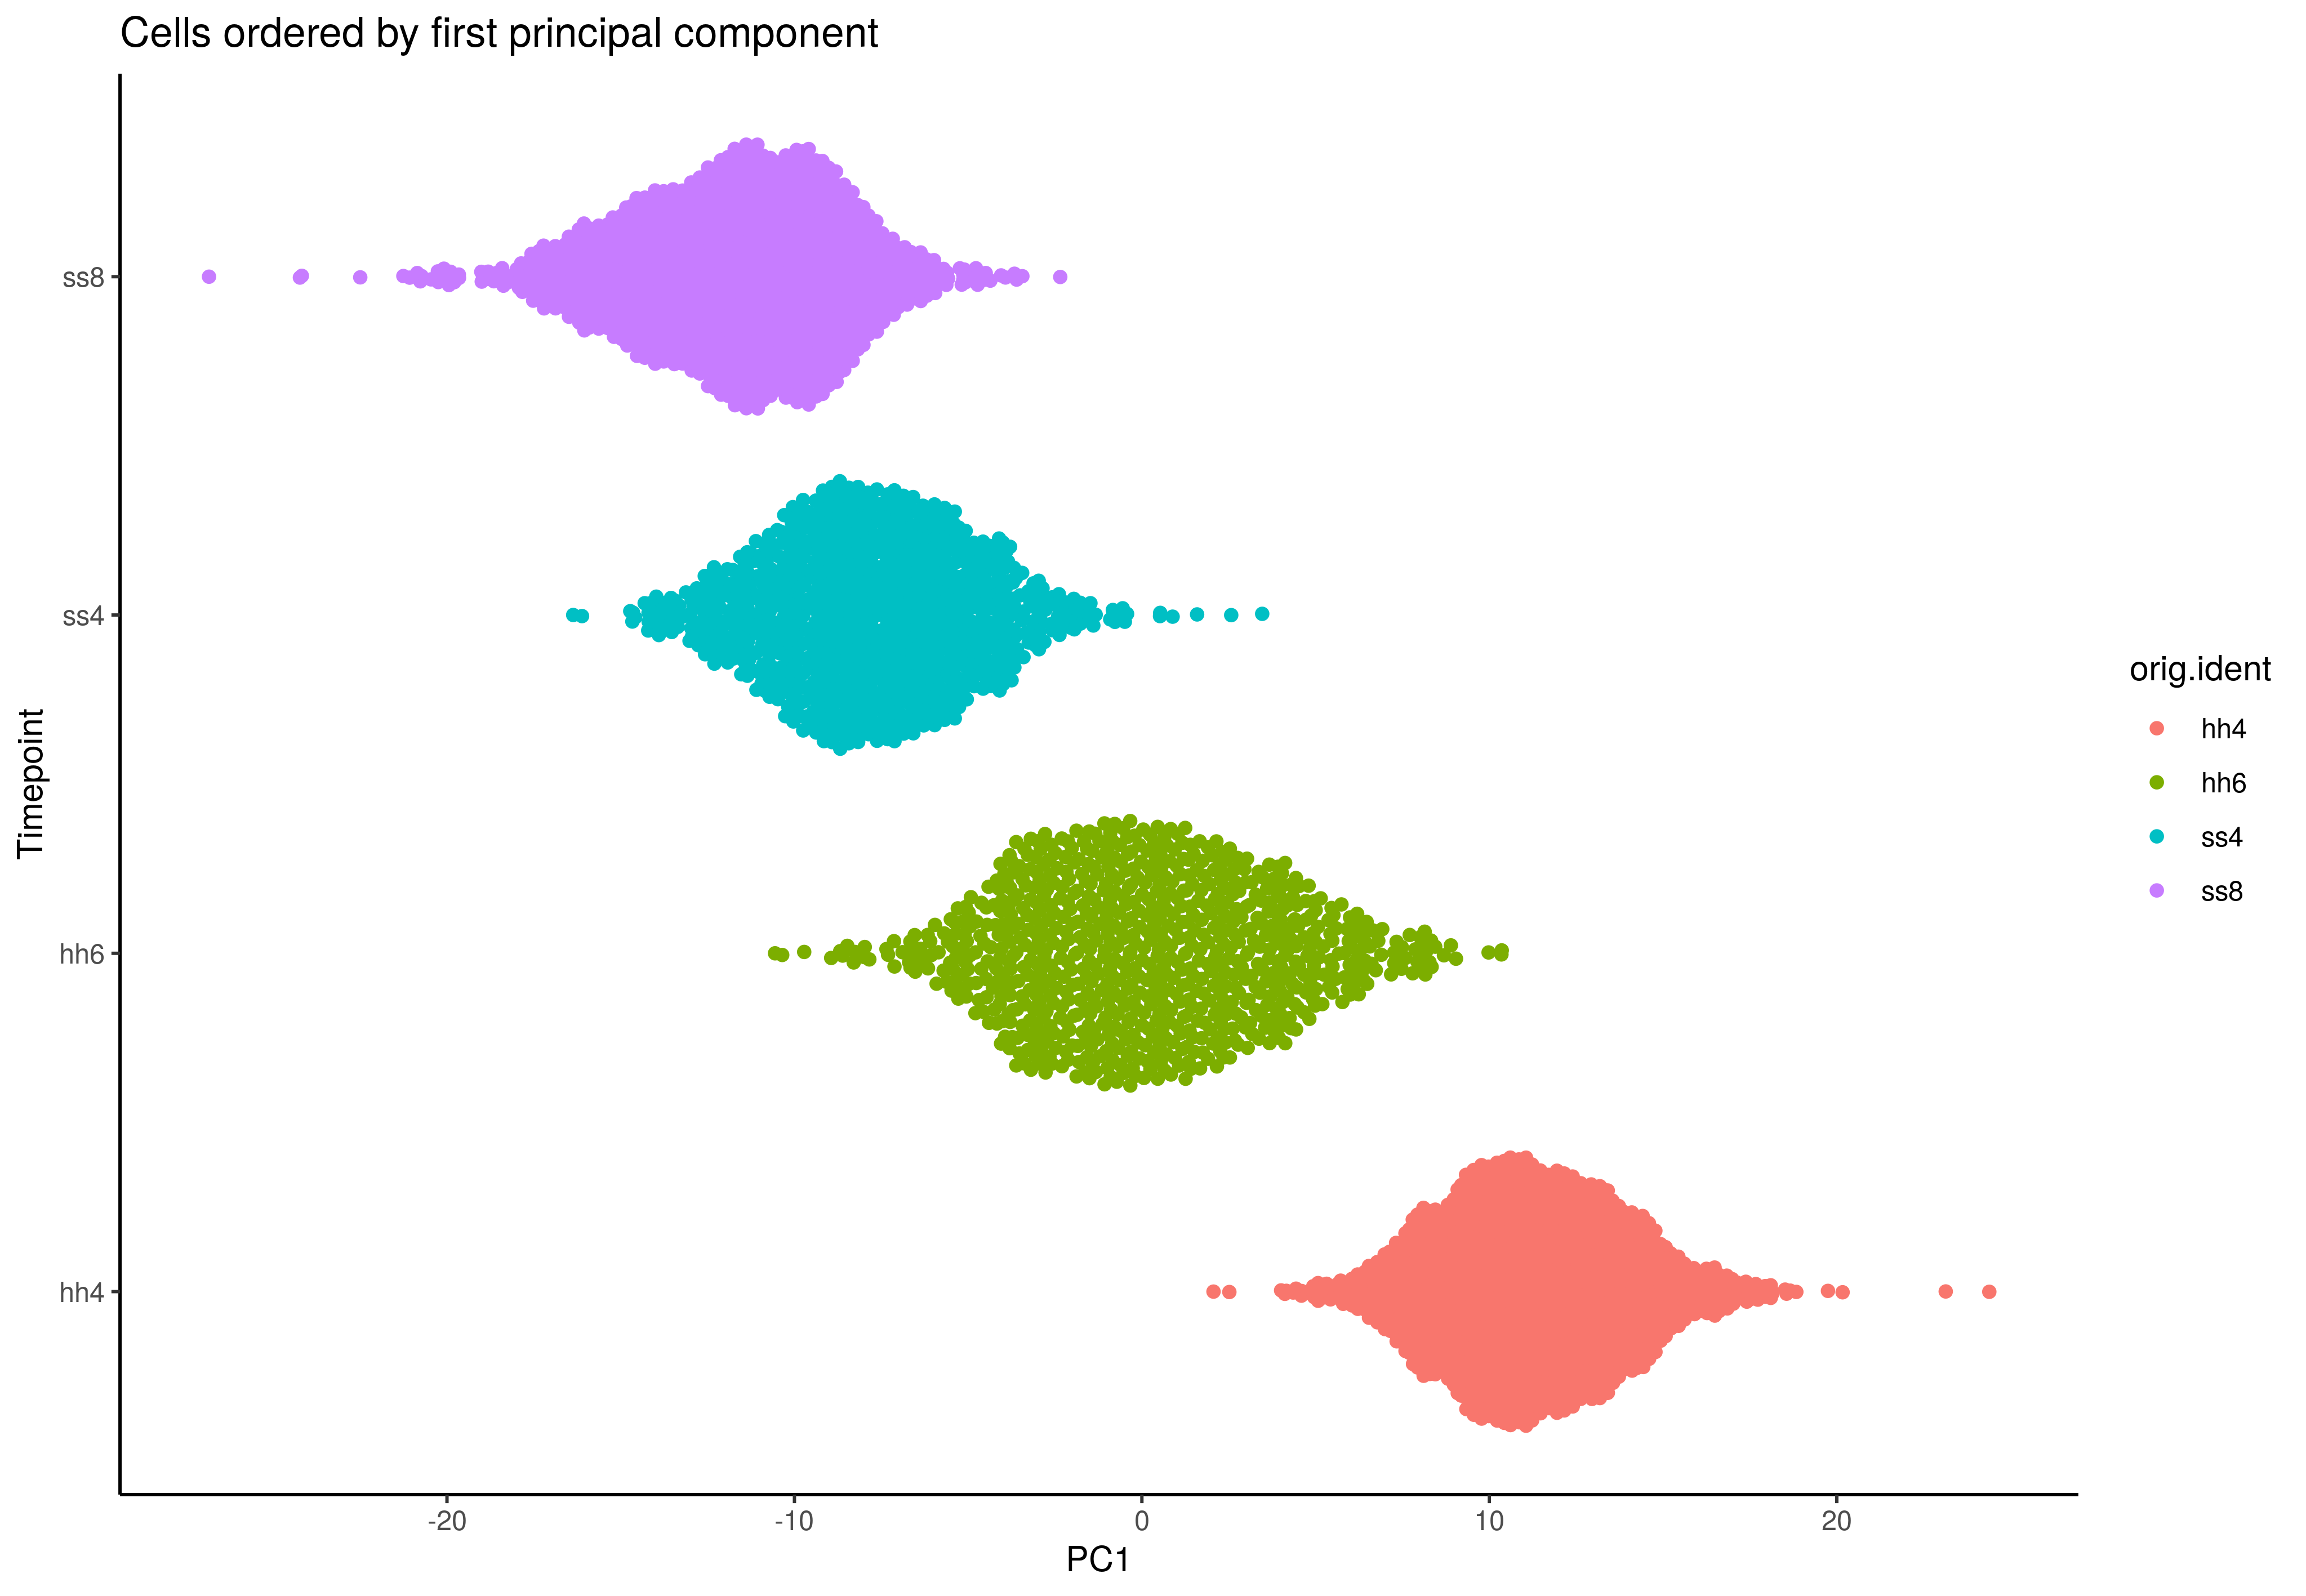 Cells ordered by first principal component
Timepoint
ss8
ss4
hh6
hh4
-20 -10 0 10 20
PC1
orig.ident
hh4
hh6
ss4
ss8